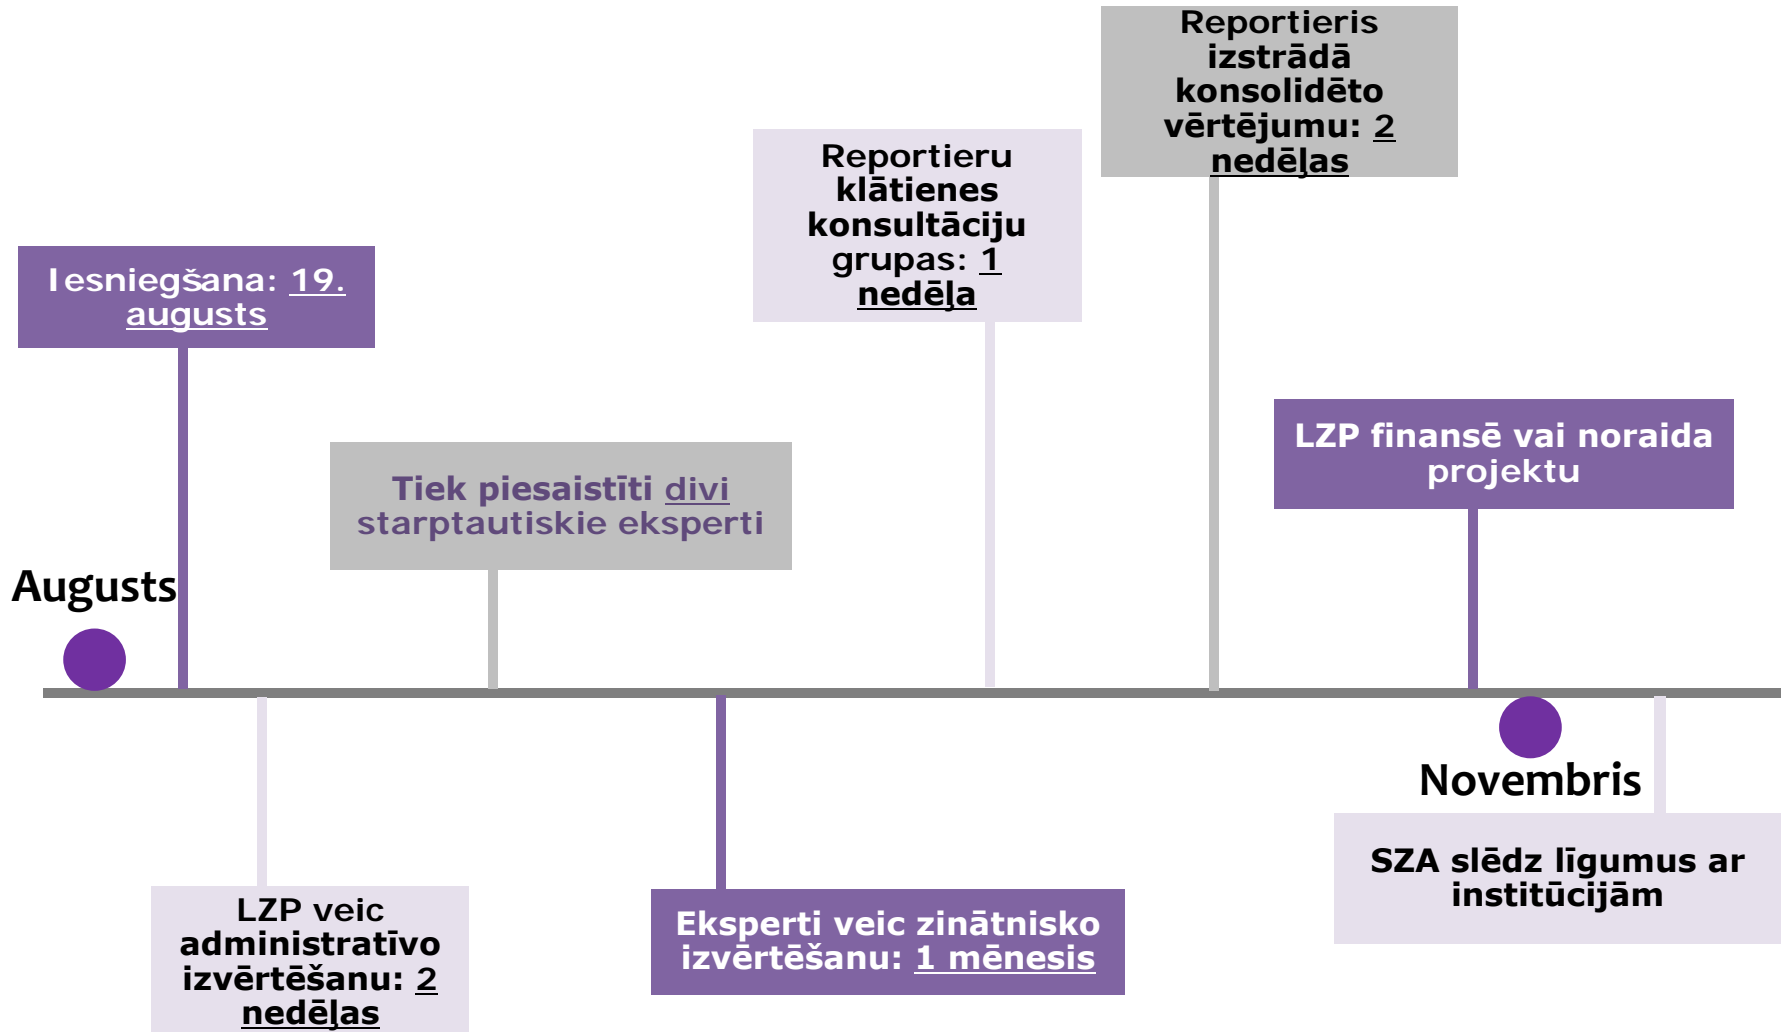 Reportieris
izstrādā
konsolidēto
vērtējumu: 2
nedēļas
Reportieru
klātienes
konsultāciju
grupas: 1
nedēļa
Iesniegšana: 19.
augusts
LZP finansē vai noraida
projektu
Tiek piesaistīti divi
starptautiskie eksperti
Augusts
Novembris
SZA slēdz līgumus ar
institūcijām
LZP veic
administratīvo
izvērtēšanu: 2
nedēļas
Eksperti veic zinātnisko
izvērtēšanu: 1 mēnesis